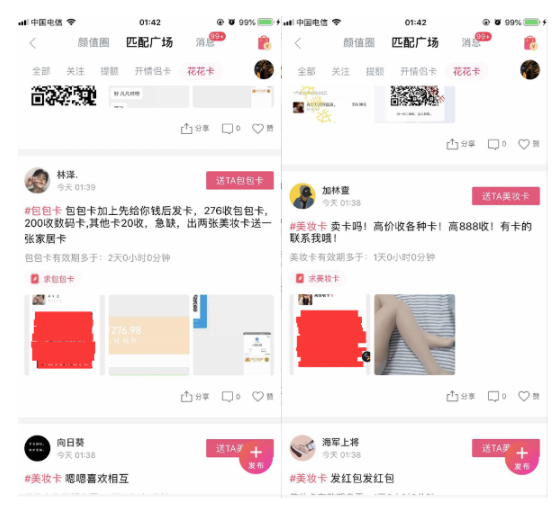 中国电信
01:42
99%
颜值圈
匹配广场
消息
99+
全部
关注
提额
开情侣卡
花花卡
分享
0
赞
林泽.
今天 01:39
送TA包包卡
#包包卡 包包卡加上先给你钱后发卡，276收包包卡，
200收数码卡,其他卡20收，急缺，出两张美妆卡送一
张家居卡
包包卡有效期多于：2天0小时0分钟
求包包卡
276.98
分享
0
赞
向日葵
今天 01:38
送TA美
#美妆卡 嗯嗯喜欢相互
发布
中国电信
01:42
99%
颜值圈
匹配广场
消息
99+
全部
关注
提额
开情侣卡
花花卡
分享
0
赞
加林壹
今天 01:38
送TA美妆卡
#美妆卡 卖卡吗！高价收各种卡！高888收！有卡的
联系我哦！
美妆卡有效期多于：1天0小时0分钟
求美妆卡
分享
0
赞
海军上将
今天 01:38
送TA美
#美妆卡 发红包发红包
发布